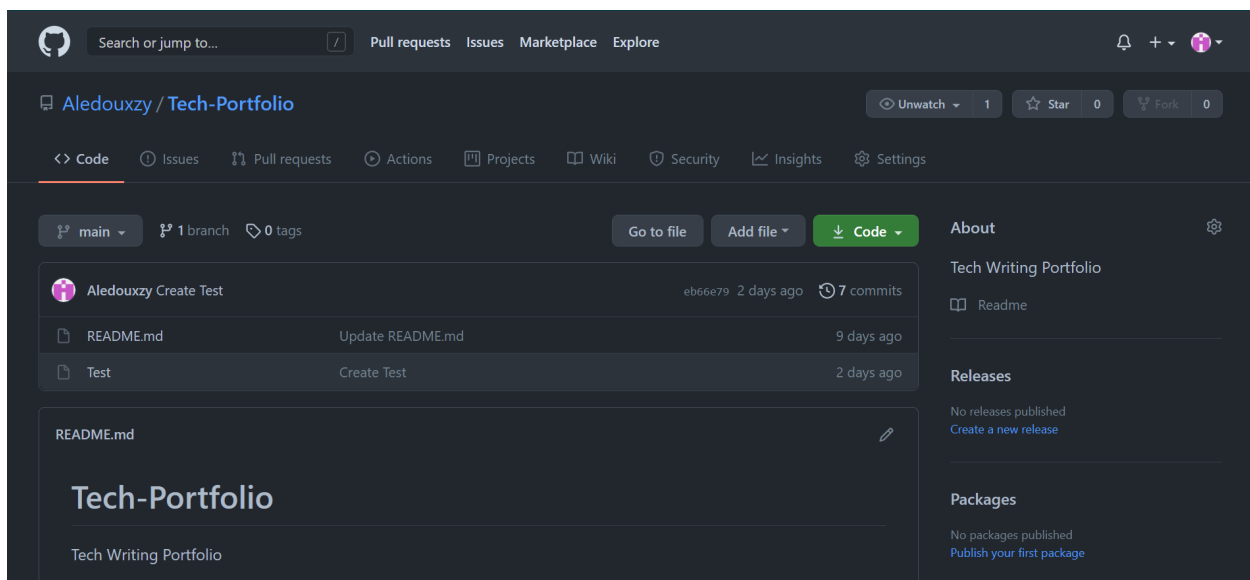 Search or jump to... / Pull requests Issues Marketplace Explore
Aledouxzy / Tech-Portfolio Unwatch 1 Star 0 Fork 0
Code Issues Pull requests Actions Projects Wiki Security Insights Settings
main 1 branch 0 tags Go to file Add file Code
About
Tech Writing Portfolio
Readme
Aledouxzy Create Test eb66e79 2 days ago 7 commits
README.md Update README.md 9 days ago
Test Create Test 2 days ago
Releases
No releases published
Create a new release
README.md
Tech-Portfolio
Tech Writing Portfolio
Packages
No packages published
Publish your first package